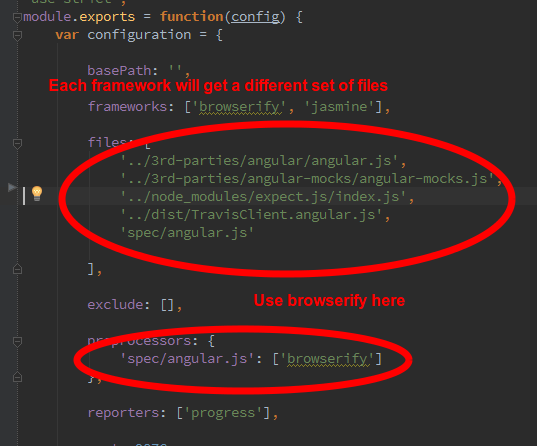 'use strict';
module.exports = function(config) {
var configuration = {
basePath: '',
Each framework will get a different set of files
frameworks: ['browserify', 'jasmine'],
files: [
'../3rd-parties/angular/angular.js',
'../3rd-parties/angular-mocks/angular-mocks.js',
'../node_modules/expect.js/index.js',
'../dist/TravisClient.angular.js',
'spec/angular.js'
],
exclude: [],
Use browserify here
preprocessors: {
'spec/angular.js': ['browserify']
},
reporters: ['progress'],